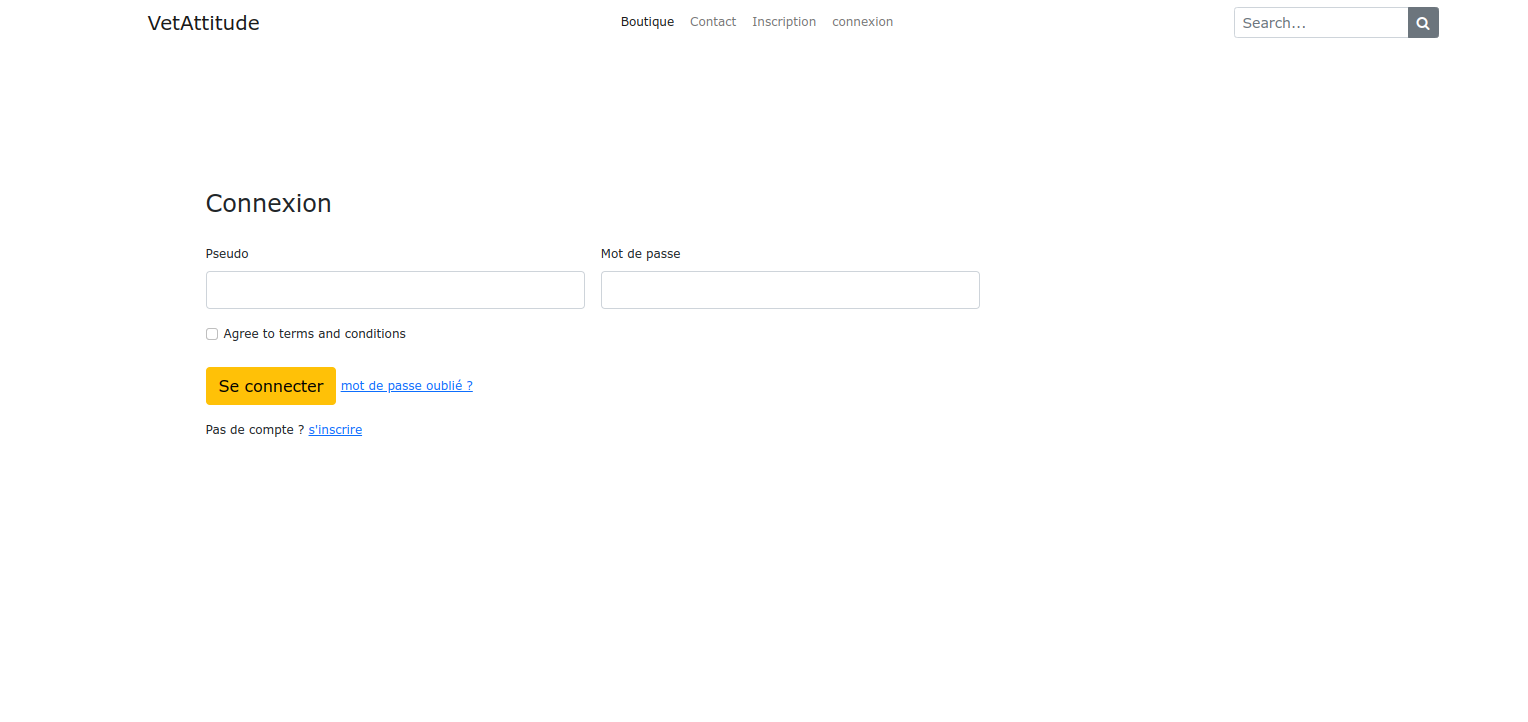 VetAttitude
Boutique Contact Inscription connexion
Search...
Connexion
Pseudo Mot de passe
Agree to terms and conditions
Se connecter mot de passe oublié ?
Pas de compte ? s'inscrire